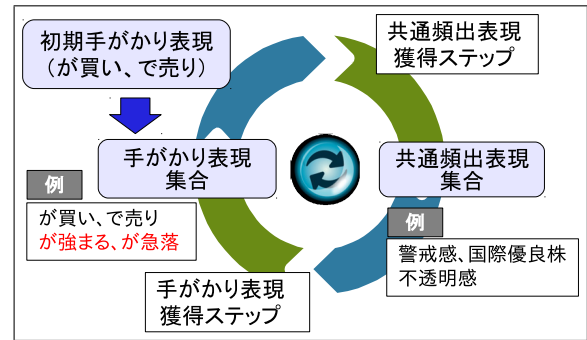 初期手がかり表現
（が買い、で売り）
共通頻出表現
獲得ステップ
手がかり表現
集合
共通頻出表現
集合
例
が買い、で売り
が強まる、が急落
例
警戒感、国際優良株
不透明感
手がかり表現
獲得ステップ